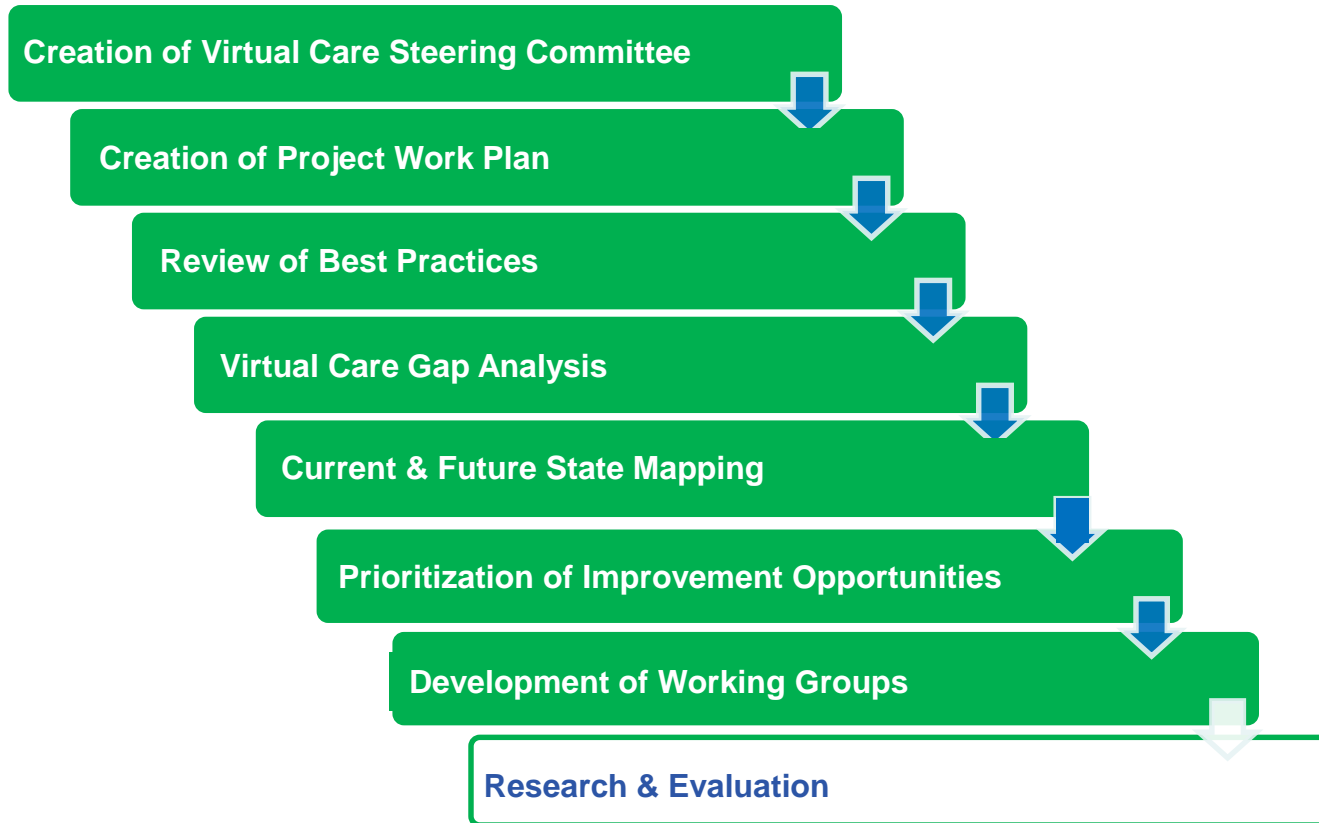 Creation of Virtual Care Steering Committee
Creation of Project Work Plan
Review of Best Practices
Virtual Care Gap Analysis
Current & Future State Mapping
Prioritization of Improvement Opportunities
Development of Working Groups
Research & Evaluation